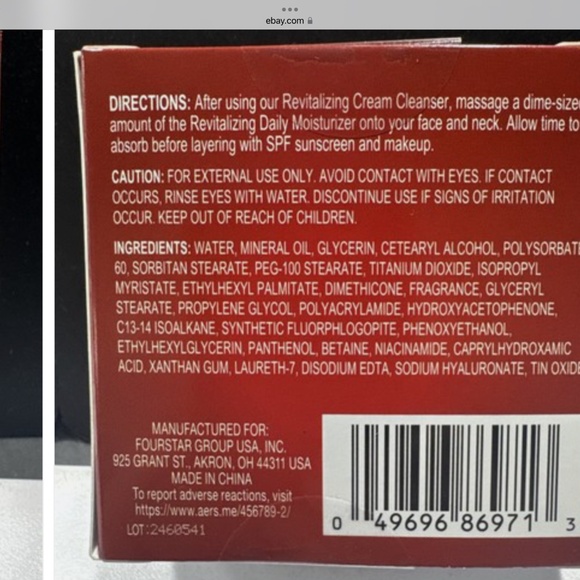 ebay.com
DIRECTIONS: After using our Revitalizing Cream Cleanser, massage a dime-sized
amount of the Revitalizing Daily Moisturizer onto your face and neck. Allow time to
absorb before layering with SPF sunscreen and makeup.
CAUTION: FOR EXTERNAL USE ONLY. AVOID CONTACT WITH EYES. IF CONTACT
OCCURS, RINSE EYES WITH WATER. DISCONTINUE USE IF SIGNS OF IRRITATION
OCCUR. KEEP OUT OF REACH OF CHILDREN.
INGREDIENTS: WATER, MINERAL OIL, GLYCERIN, CETEARYL ALCOHOL, POLYSORBATE
60, SORBITAN STEARATE, PEG-100 STEARATE, TITANIUM DIOXIDE, ISOPROPYL
MYRISTATE, ETHYLHEXYL PALMITATE, DIMETHICONE, FRAGRANCE, GLYCERYL
STEARATE, PROPYLENE GLYCOL, POLYACRYLAMIDE, HYDROXYACETOPHENONE,
C13-14 ISOALKANE, SYNTHETIC FLUORPHLOGOPITE, PHENOXYETHANOL,
ETHYLHEXYLGLYCERIN, PANTHENOL, BETAINE, NIACINAMIDE, CAPRYLHYDROXAMIC
ACID, XANTHAN GUM, LAURETH-7, DISODIUM EDTA, SODIUM HYALURONATE, TIN OXIDE
MANUFACTURED FOR:
FOURSTAR GROUP USA, INC.
925 GRANT ST., AKRON, OH 44311 USA
MADE IN CHINA
To report adverse reactions, visit
https://www.aers.me/456789-2/
LOT:2460541
0 49696 86971 3